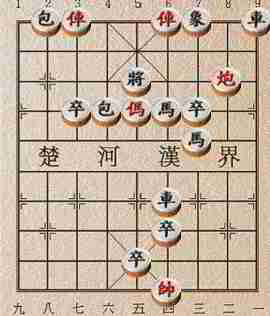 1 2 3 4 5 6 7 8 9
包 俥 俥 象 車
將 炮
卒 包 傌 馬 卒
馬
楚 河 漢 界
車
卒
卒
帥
九 八 七 六 五 四 三 二 一